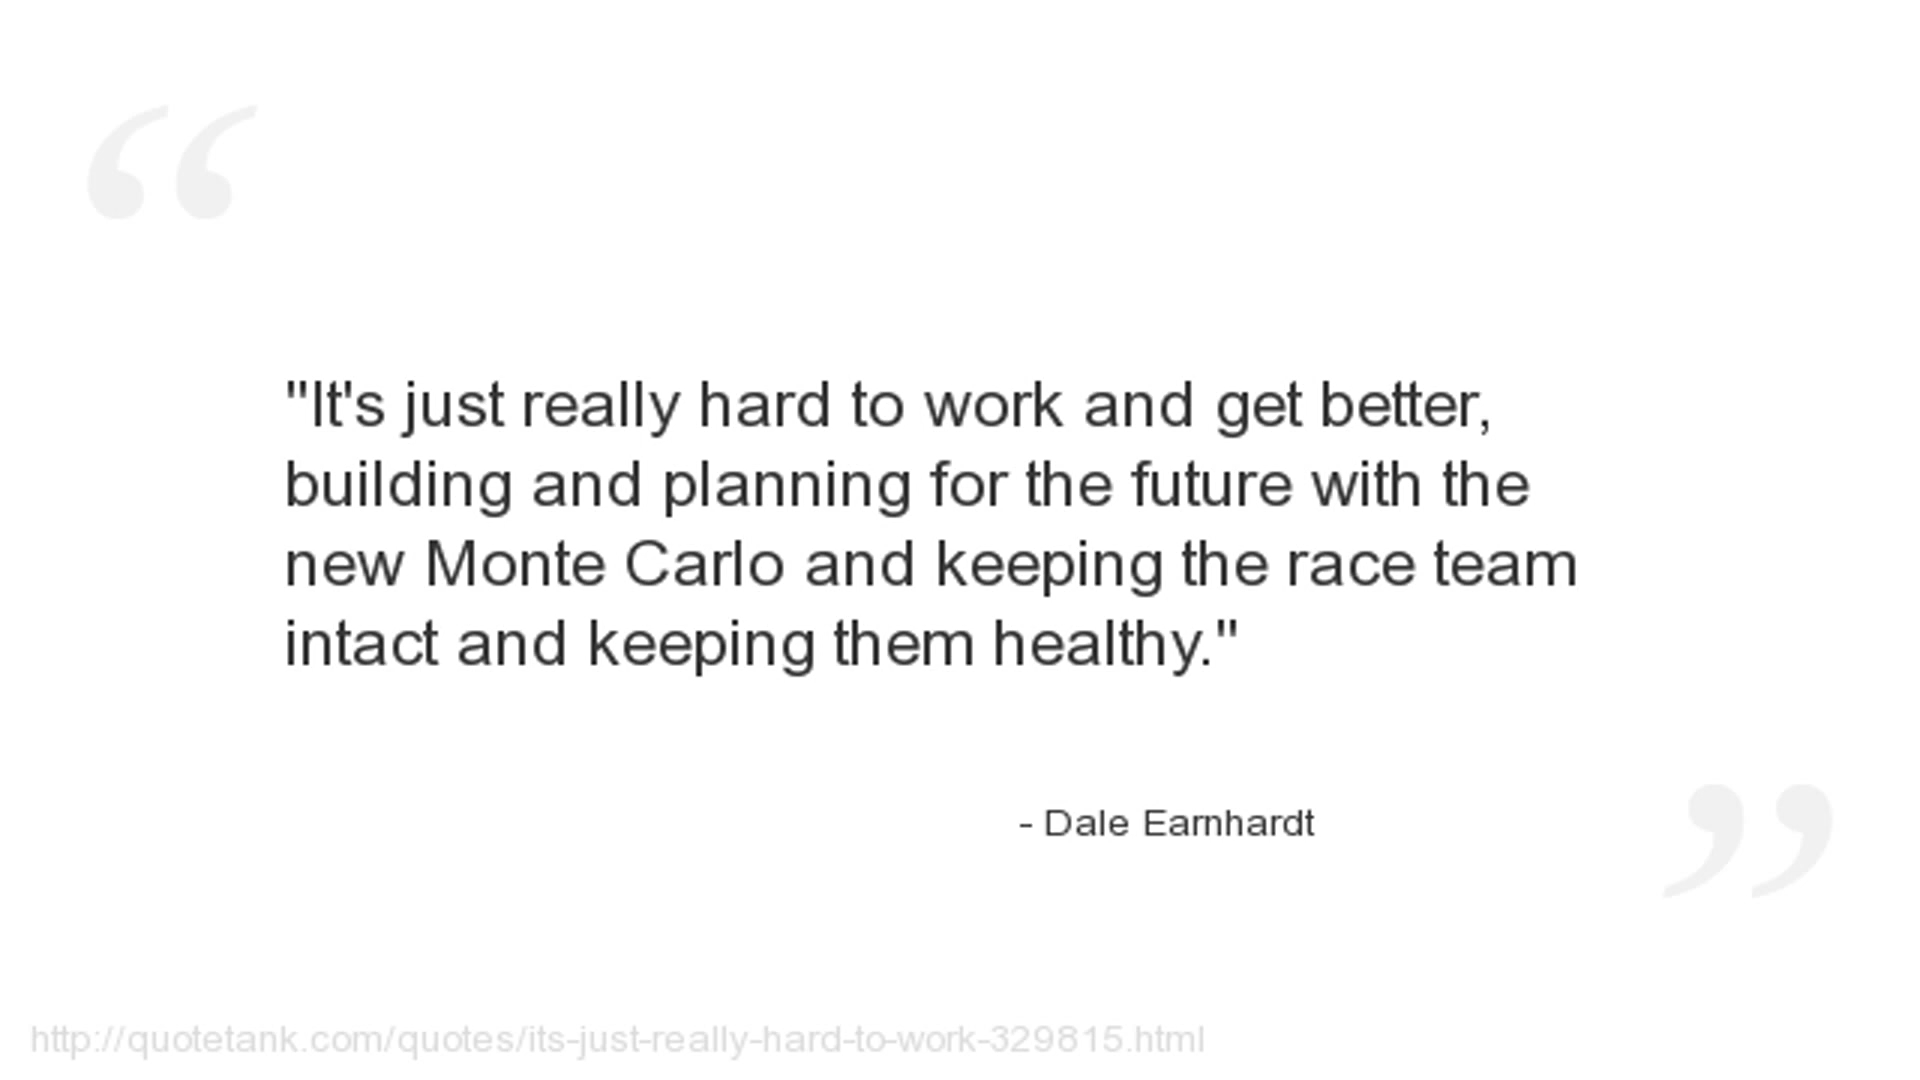 "It's just really hard to work and get better,
building and planning for the future with the
new Monte Carlo and keeping the race team
intact and keeping them healthy."
- Dale Earnhardt
http://quotetank.com/quotes/its-just-really-hard-to-work-329815.html